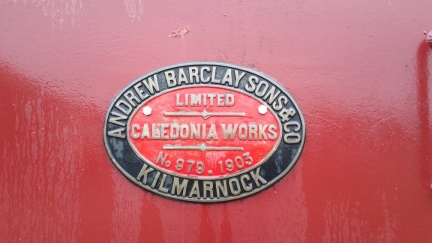 ANDREW BARCLAY SONS & CO
LIMITED
CALEDONIA WORKS
No 979. 1903
KILMARNOCK